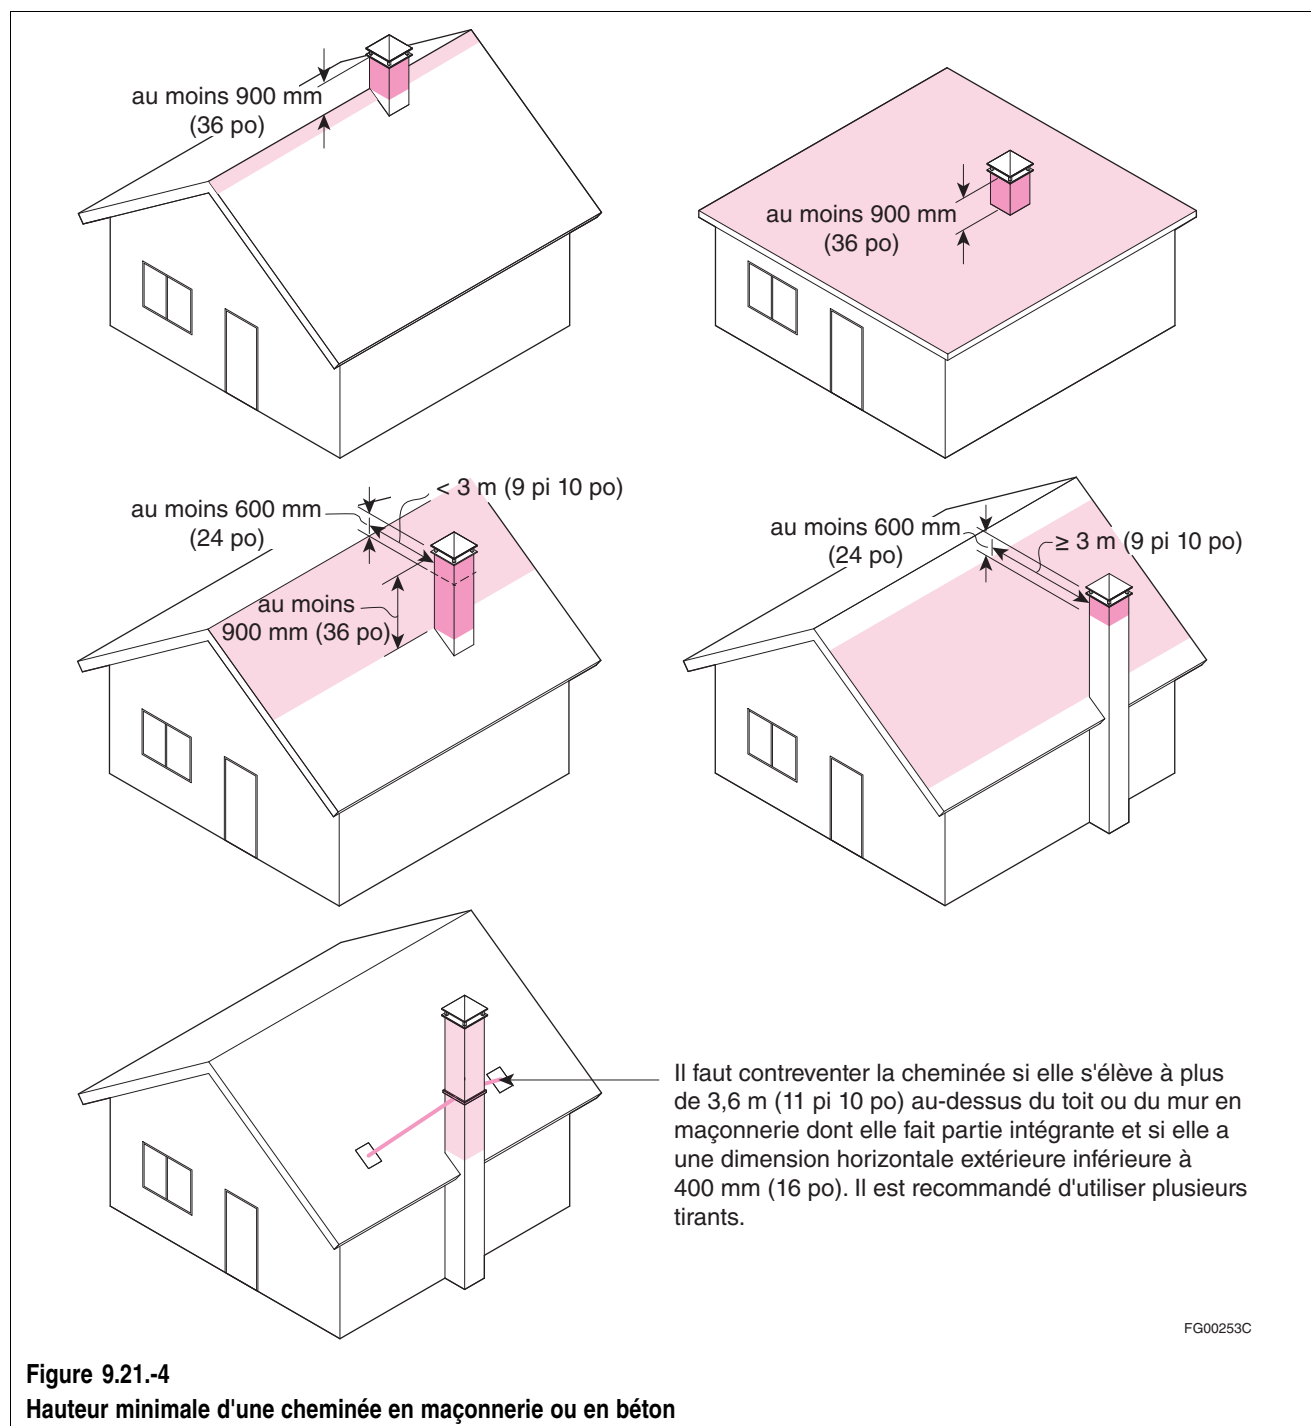 au moins 900 mm
(36 po)
au moins 900 mm
(36 po)
au moins 600 mm
(24 po)
< 3 m (9 pi 10 po)
au moins
900 mm (36 po)
au moins 600 mm
(24 po)
≥ 3 m (9 pi 10 po)
Il faut contreventer la cheminée si elle s'élève à plus
de 3,6 m (11 pi 10 po) au-dessus du toit ou du mur en
maçonnerie dont elle fait partie intégrante et si elle a
une dimension horizontale extérieure inférieure à
400 mm (16 po). Il est recommandé d'utiliser plusieurs
tirants.
FG00253C
Figure 9.21.-4
Hauteur minimale d'une cheminée en maçonnerie ou en béton